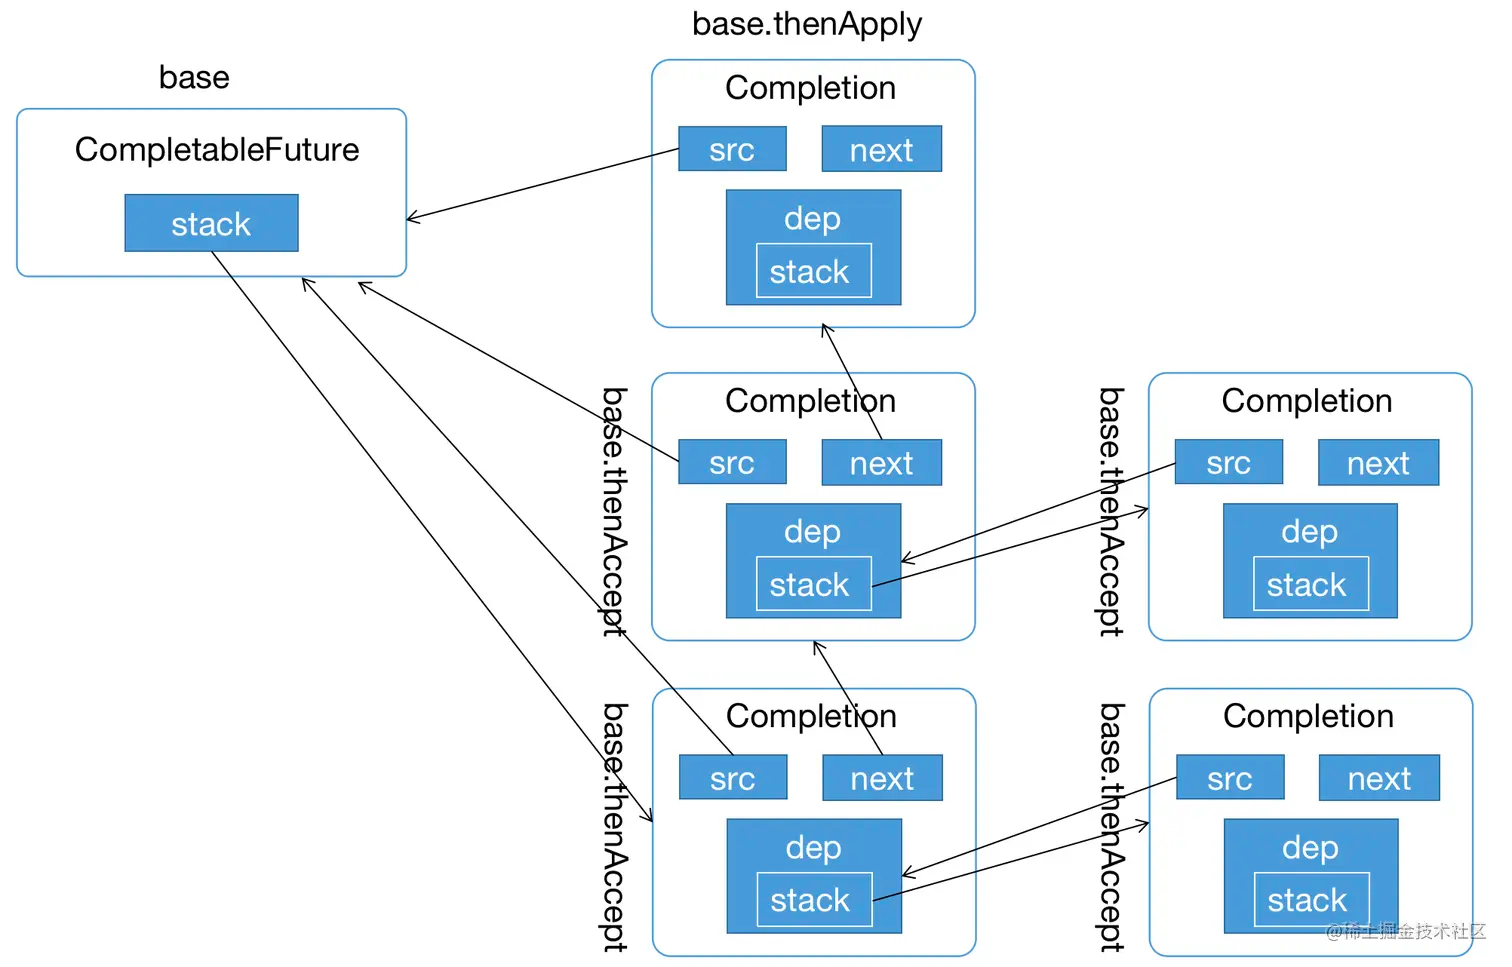 base.thenApply
base
CompletableFuture
stack
Completion
src
next
dep
stack
base.thenAccept
Completion
src
next
dep
stack
base.thenAccept
Completion
src
next
dep
stack
base.thenAccept
Completion
src
next
dep
stack
base.thenAccept
Completion
src
next
dep
stack
@稀土掘金技术社区